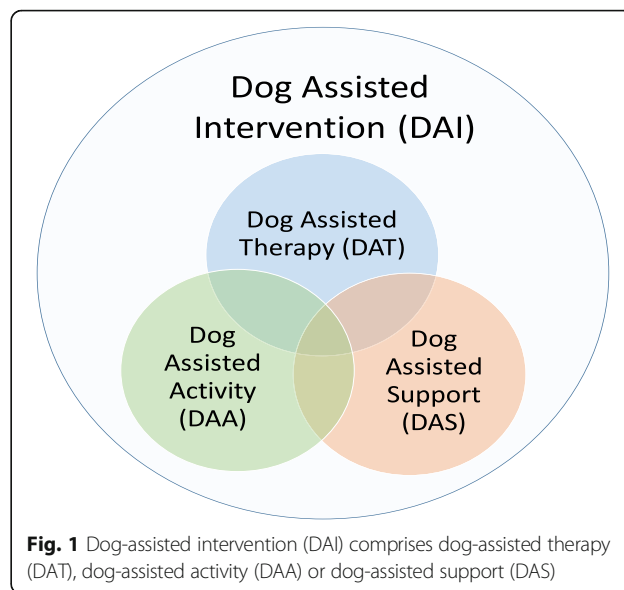 Dog Assisted
Intervention (DAI)
Dog Assisted
Therapy (DAT)
Dog
Assisted
Activity
(DAA)
Dog
Assisted
Support
(DAS)
Fig. 1 Dog-assisted intervention (DAI) comprises dog-assisted therapy
(DAT), dog-assisted activity (DAA) or dog-assisted support (DAS)